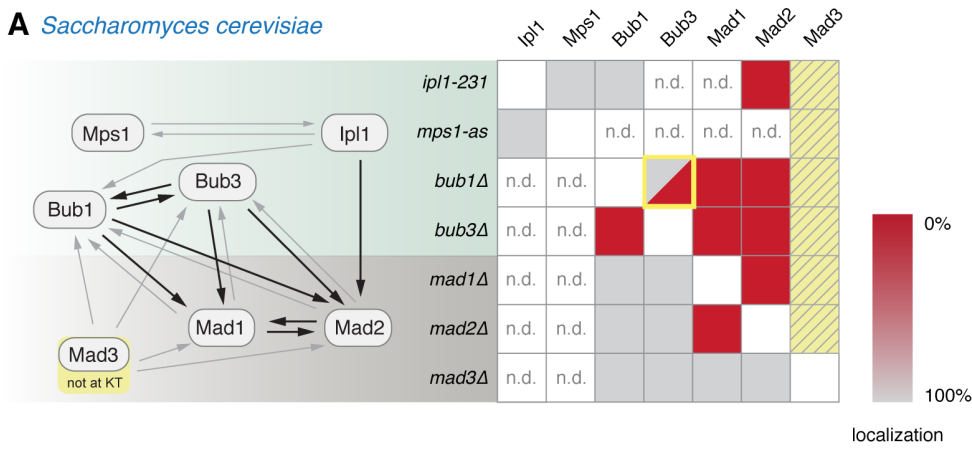 A Saccharomyces cerevisiae
Ipl1 Mps1 Bub1 Bub3 Mad1 Mad2 Mad3
ipl1-231 n.d. n.d.
mps1-as n.d. n.d. n.d. n.d.
bub1Δ n.d. n.d.
bub3Δ n.d. n.d.
mad1Δ n.d. n.d.
mad2Δ n.d. n.d.
mad3Δ n.d. n.d.
Mps1 Ipl1
Bub3
Bub1
Mad1 Mad2
Mad3
not at KT
0%
100%
localization